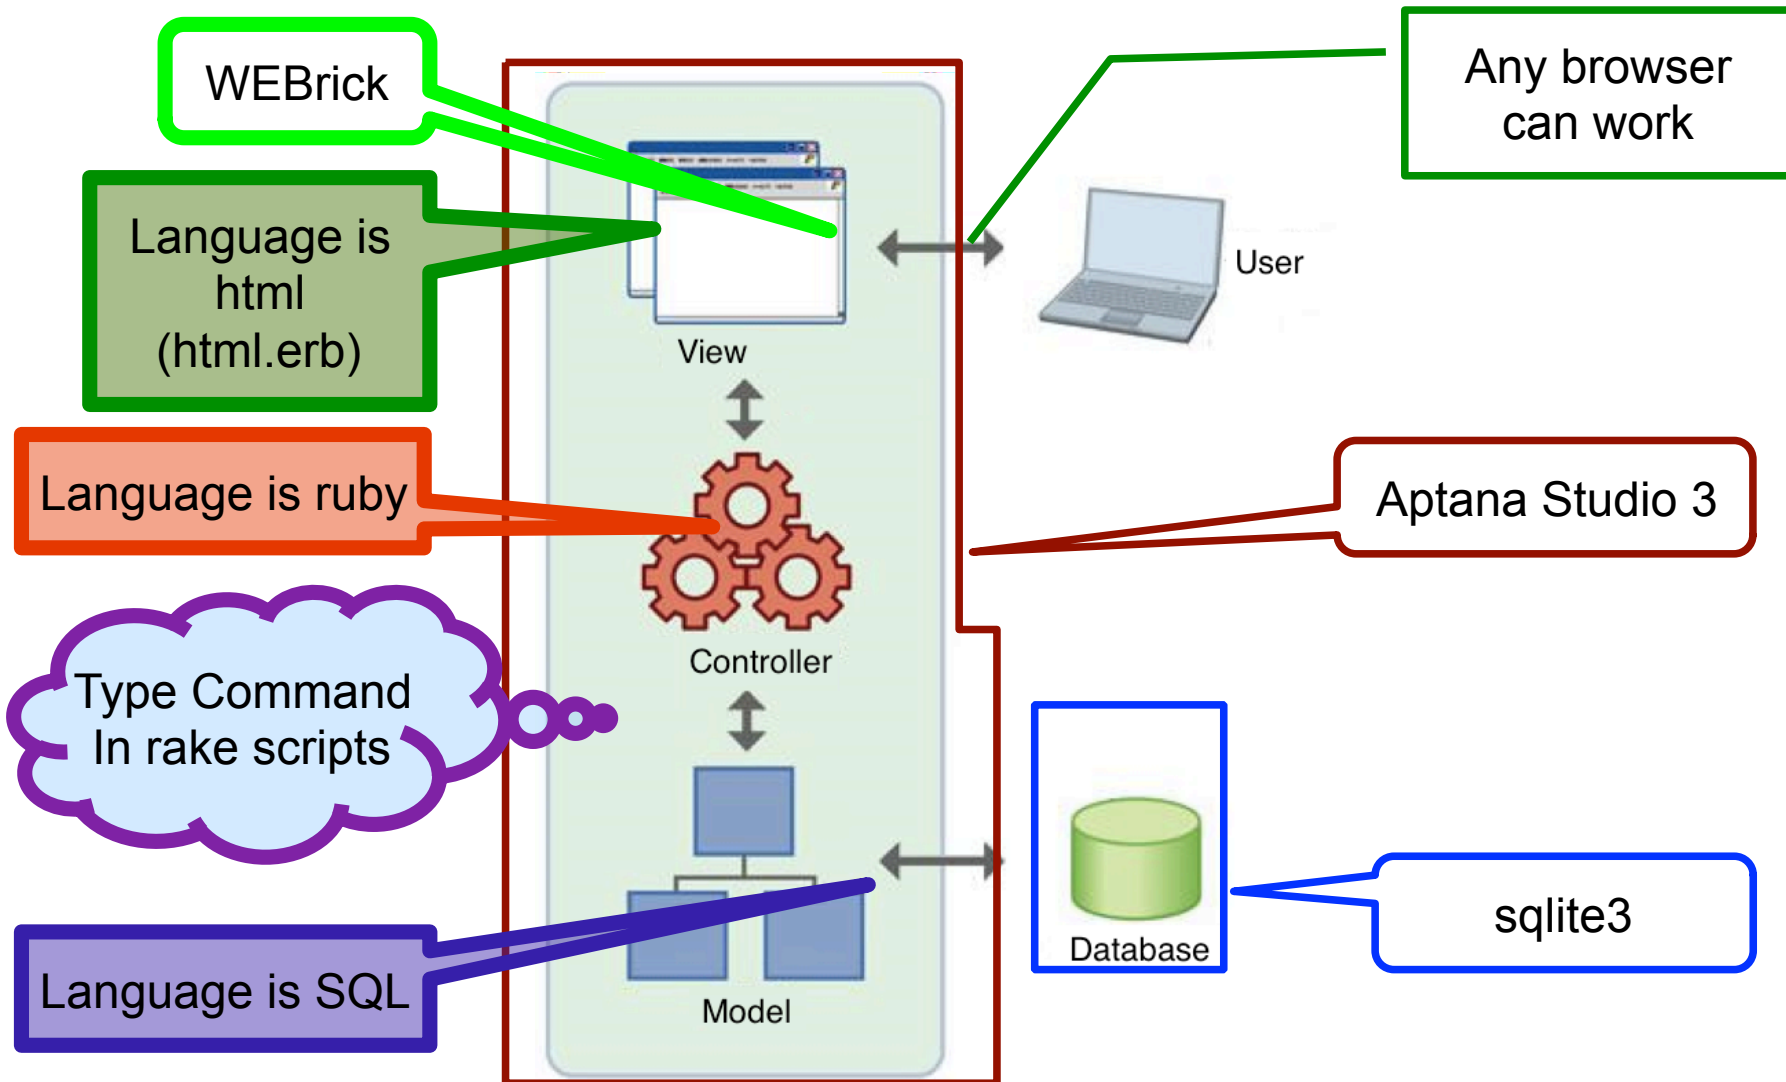 WEBrick
Any browser
can work
Language is
html
(html.erb)
User
View
Language is ruby
Aptana Studio 3
Controller
Type Command
In rake scripts
sqlite3
Database
Language is SQL
Model